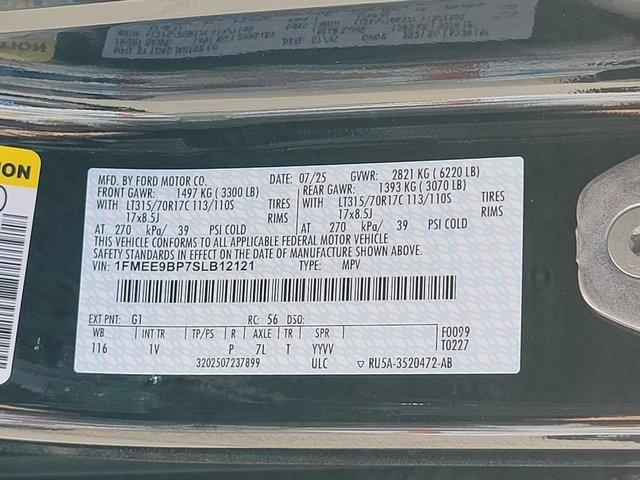 MFD. BY FORD MOTOR CO. DATE: 07/25 GVWR: 2821 KG ( 6220 LB)
FRONT GAWR: 1497 KG ( 3300 LB) REAR GAWR: 1393 KG ( 3070 LB)
WITH LT315/70R17C 113/110S TIRES WITH LT315/70R17C 113/110S TIRES
17x8.5J RIMS 17x8.5J RIMS
AT 270 kPa/ 39 PSI COLD AT 270 kPa/ 39 PSI COLD
THIS VEHICLE CONFORMS TO ALL APPLICABLE FEDERAL MOTOR VEHICLE
SAFETY STANDARDS IN EFFECT ON THE DATE OF MANUFACTURE SHOWN ABOVE.
VIN: 1FMEE9BP7SLB12121 TYPE: MPV
EXT PNT: G1 RC: 56 DSO:
WB INT TR TP/PS R AXLE TR SPR F0099
116 1V P 7L T YYVV T0227
3202507237899 ULC ▽ RU5A-3520472-AB
ION